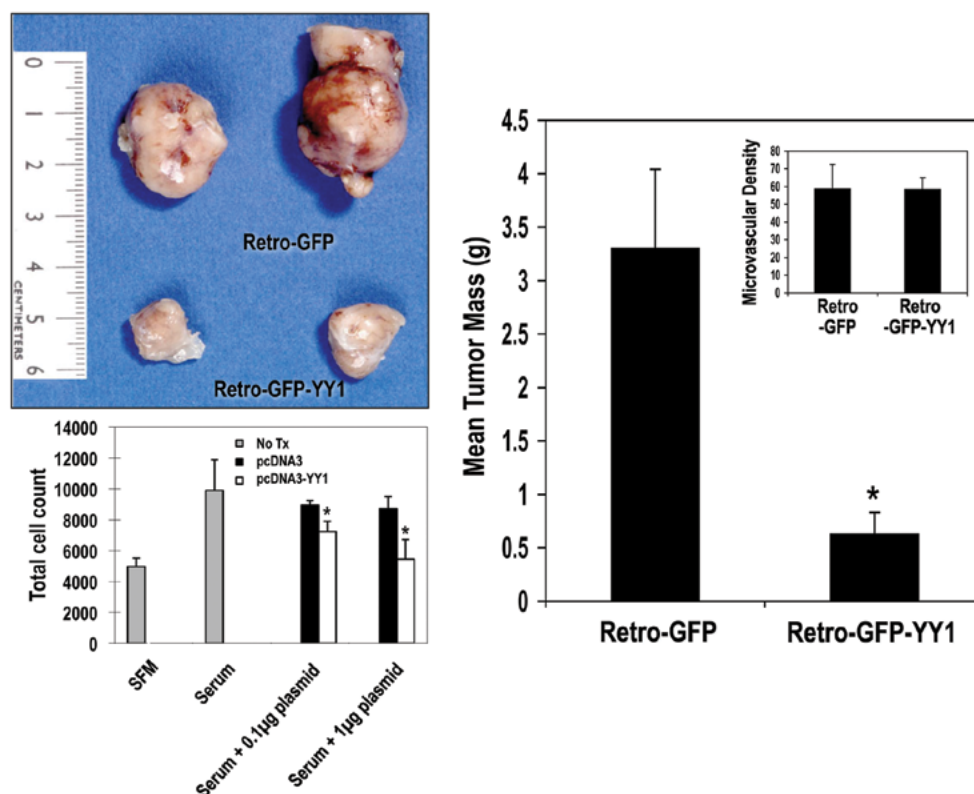 0
1
2
3
4
5
6
CENTIMETERS
Retro-GFP
Retro-GFP-YY1
Total cell count
14000
12000
10000
8000
6000
4000
2000
0
No Tx
pcDNA3
pcDNA3-YY1
*
*
SFM
Serum
Serum + 0.1µg plasmid
Serum + 1µg plasmid
Mean Tumor Mass (g)
4.5
4
3.5
3
2.5
2
1.5
1
0.5
0
*
Retro-GFP
Retro-GFP-YY1
Microvascular Density
80
70
60
50
40
30
20
10
0
Retro
-GFP
Retro
-GFP-YY1